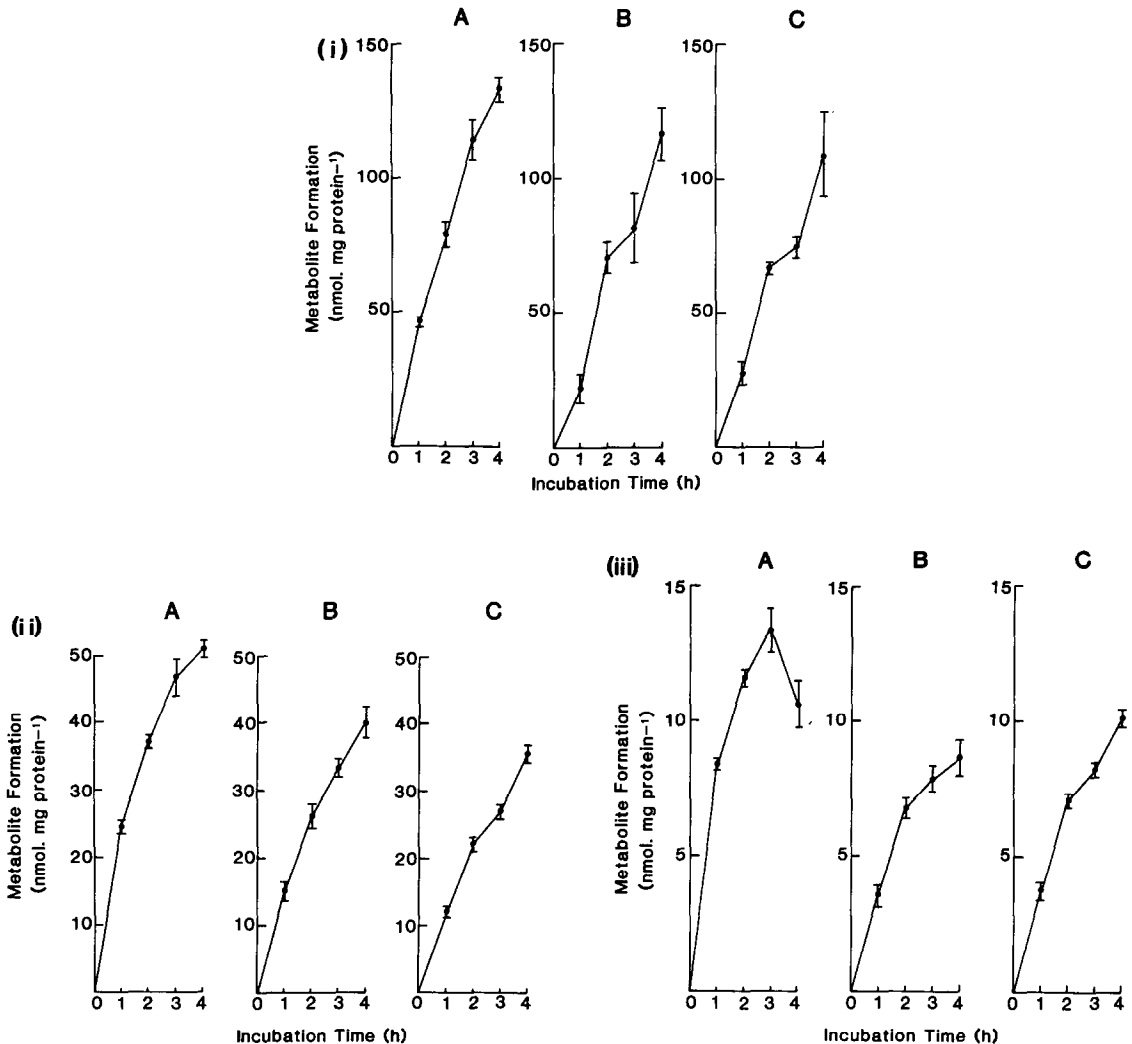 A B C
(i)
150 150 150
100 100 100
50 50 50
Metabolite Formation
(nmol. mg protein⁻¹)
0 1 2 3 4 0 1 2 3 4 0 1 2 3 4
Incubation Time (h)
(ii)
A B C
50 50 50
40 40 40
30 30 30
20 20 20
10 10 10
Metabolite Formation
(nmol. mg protein⁻¹)
0 1 2 3 4 0 1 2 3 4 0 1 2 3 4
Incubation Time (h)
(iii)
A B C
15 15 15
10 10 10
5 5 5
Metabolite Formation
(nmol. mg protein⁻¹)
0 1 2 3 4 0 1 2 3 4 0 1 2 3 4
Incubation Time (h)